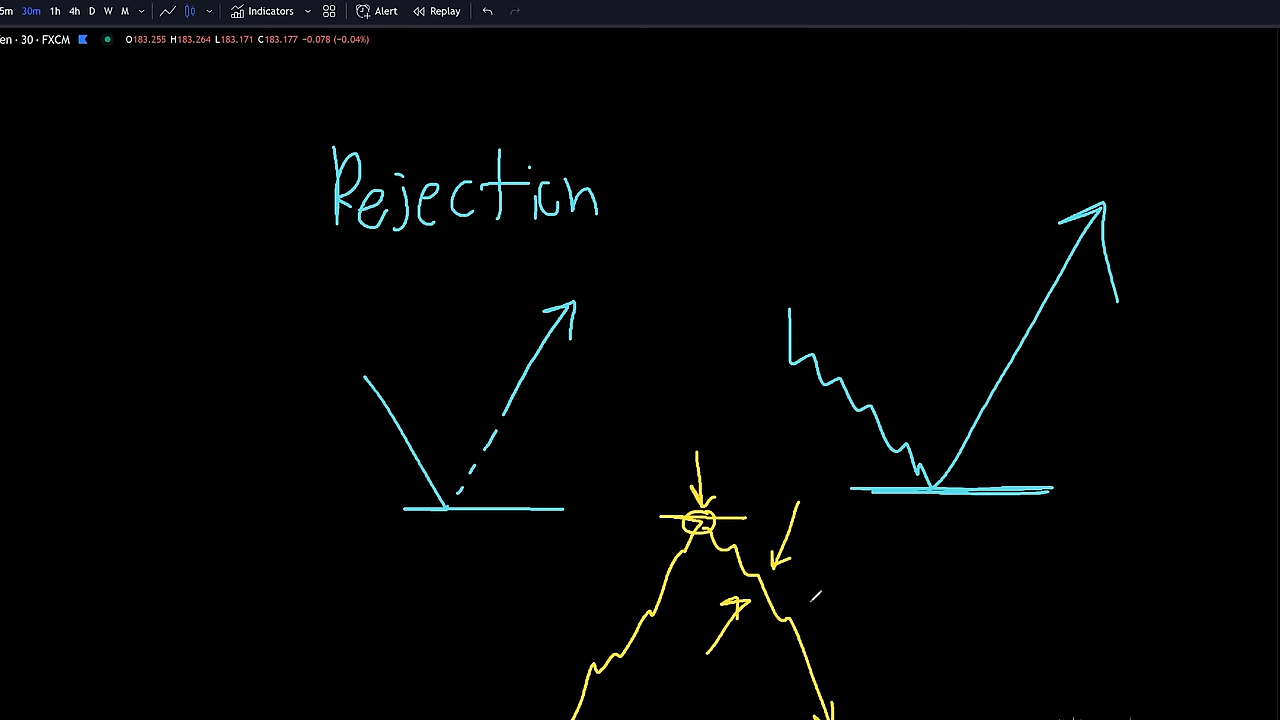 5m 30m 1h 4h D W M Indicators Alert Replay
en · 30 · FXCM O183.255 H183.264 L183.171 C183.177 −0.078 (−0.04%)
Rejection